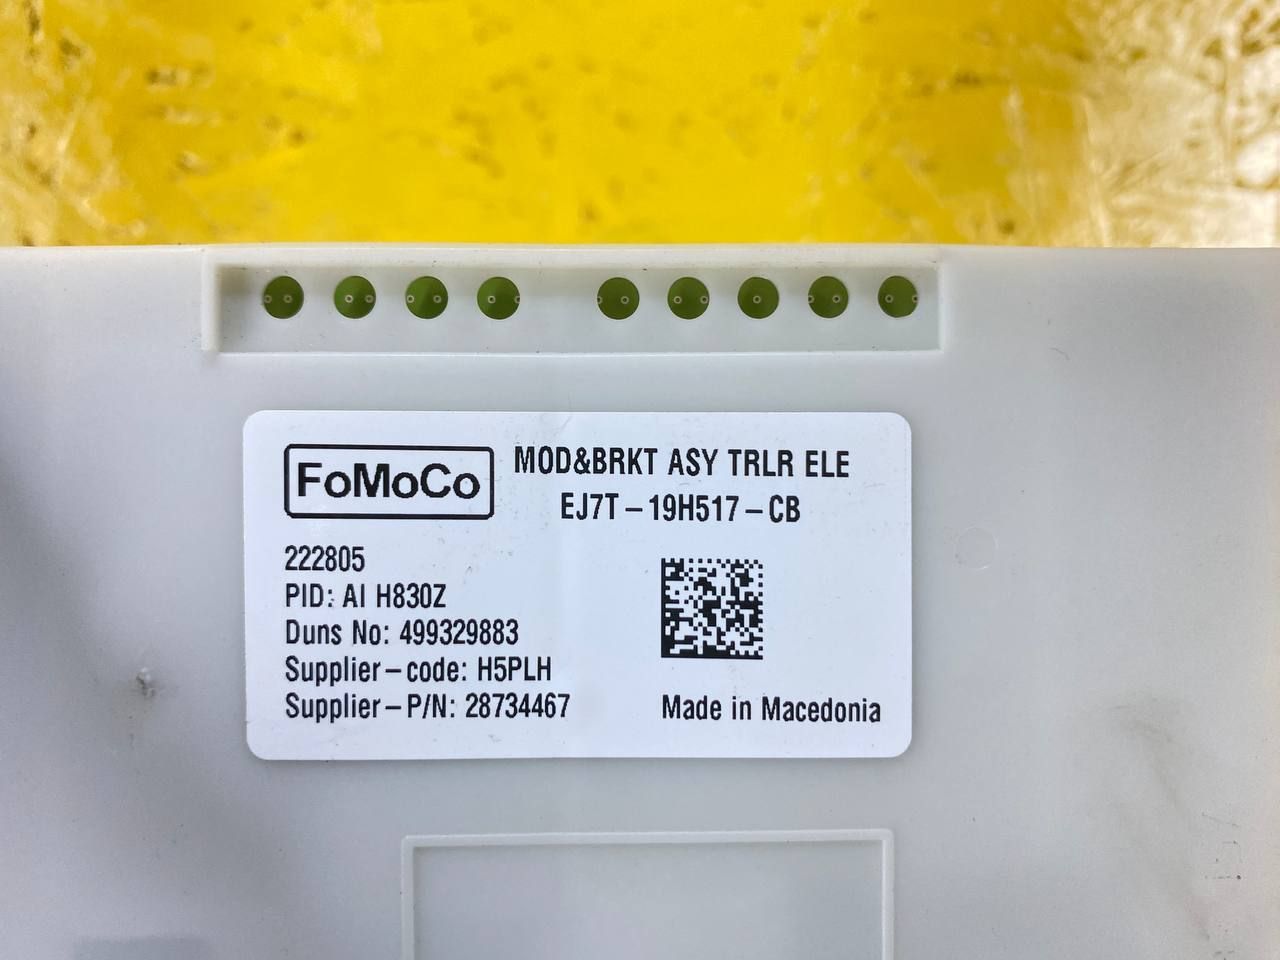 FoMoCo
MOD&BRKT ASY TRLR ELE
EJ7T-19H517-CB
222805
PID: AI H830Z
Duns No: 499329883
Supplier-code: H5PLH
Supplier-P/N: 28734467
Made in Macedonia